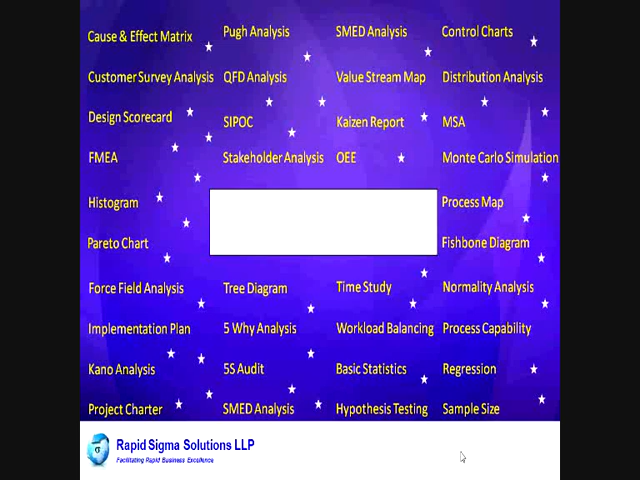 Cause & Effect Matrix Pugh Analysis SMED Analysis Control Charts
Customer Survey Analysis QFD Analysis Value Stream Map Distribution Analysis
Design Scorecard SIPOC Kaizen Report MSA
FMEA Stakeholder Analysis OEE Monte Carlo Simulation
Histogram Process Map
Pareto Chart Fishbone Diagram
Force Field Analysis Tree Diagram Time Study Normality Analysis
Implementation Plan 5 Why Analysis Workload Balancing Process Capability
Kano Analysis 5S Audit Basic Statistics Regression
Project Charter SMED Analysis Hypothesis Testing Sample Size
Rapid Sigma Solutions LLP
Facilitating Rapid Business Excellence